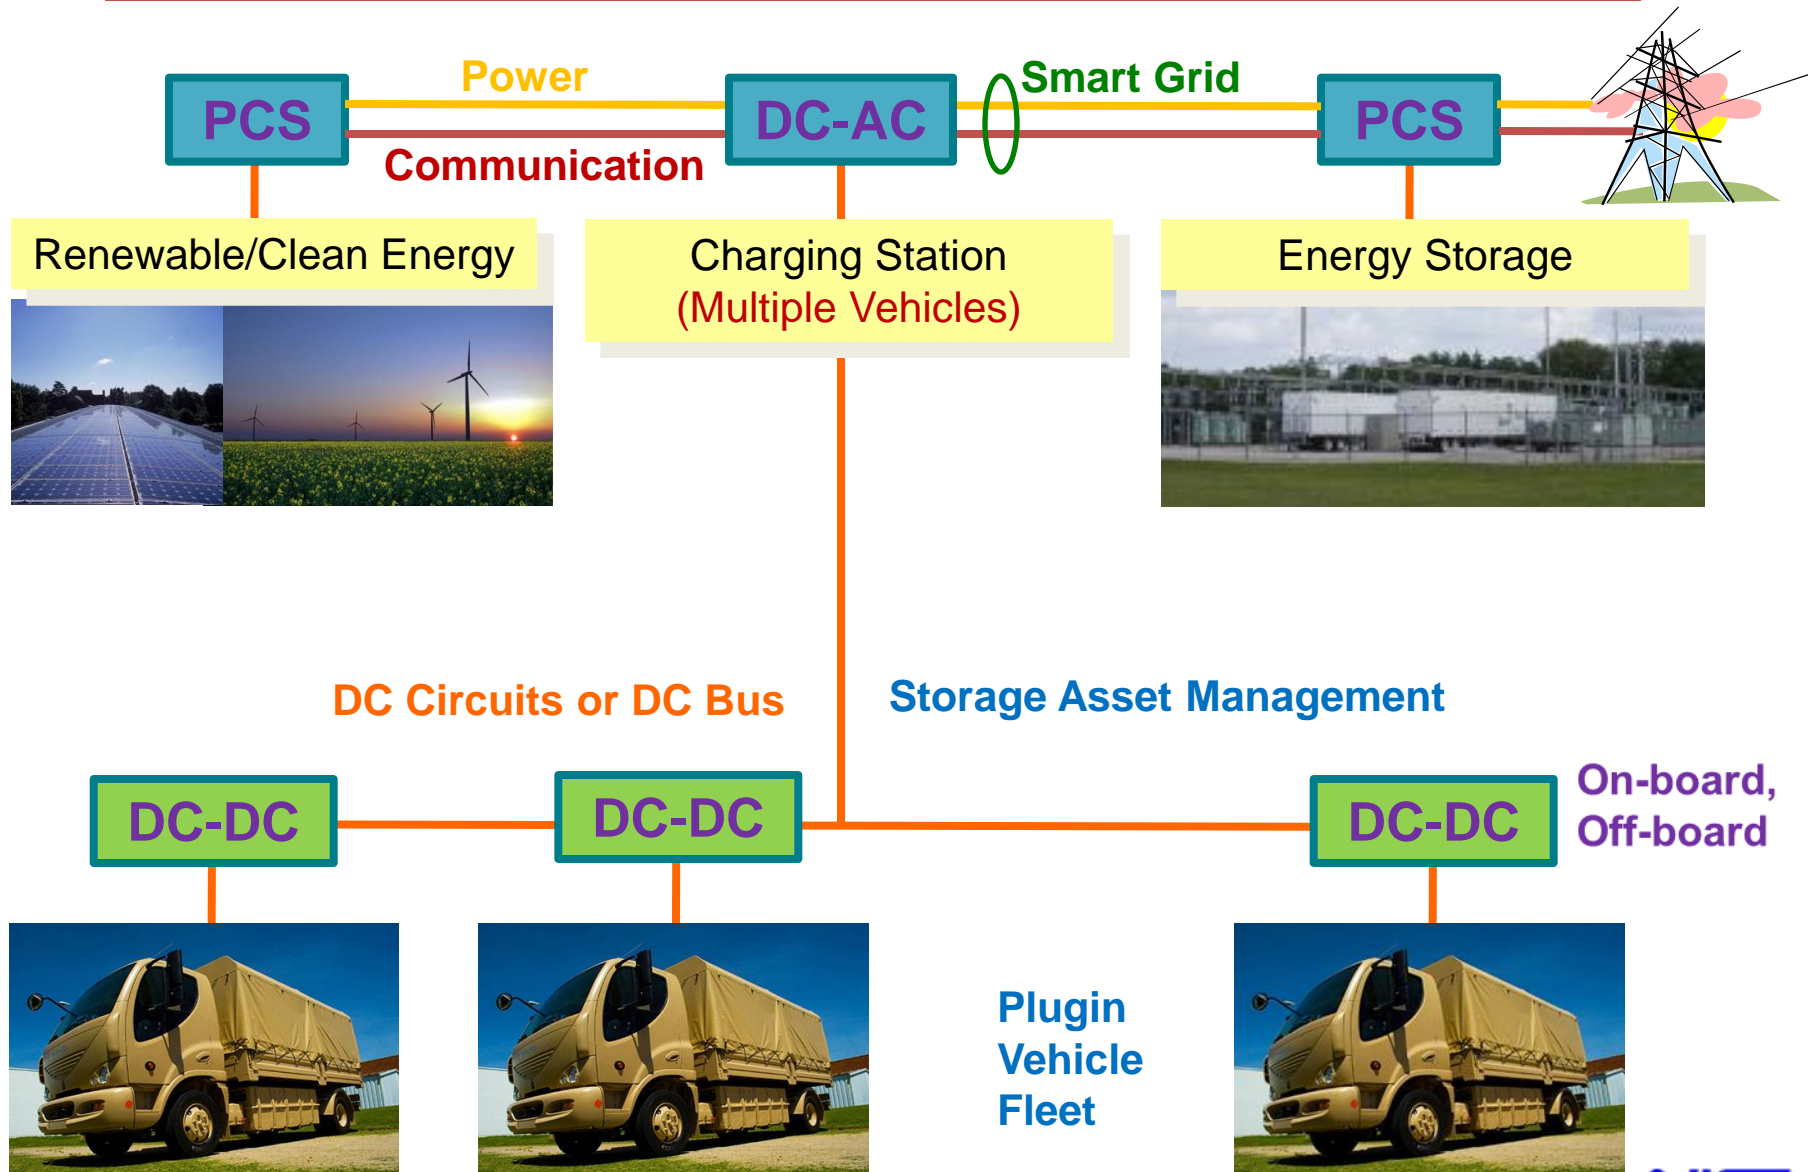 Power
Smart Grid
PCS
DC-AC
PCS
Communication
Renewable/Clean Energy
Charging Station
(Multiple Vehicles)
Energy Storage
DC Circuits or DC Bus
Storage Asset Management
DC-DC
DC-DC
DC-DC
On-board,
Off-board
Plugin
Vehicle
Fleet